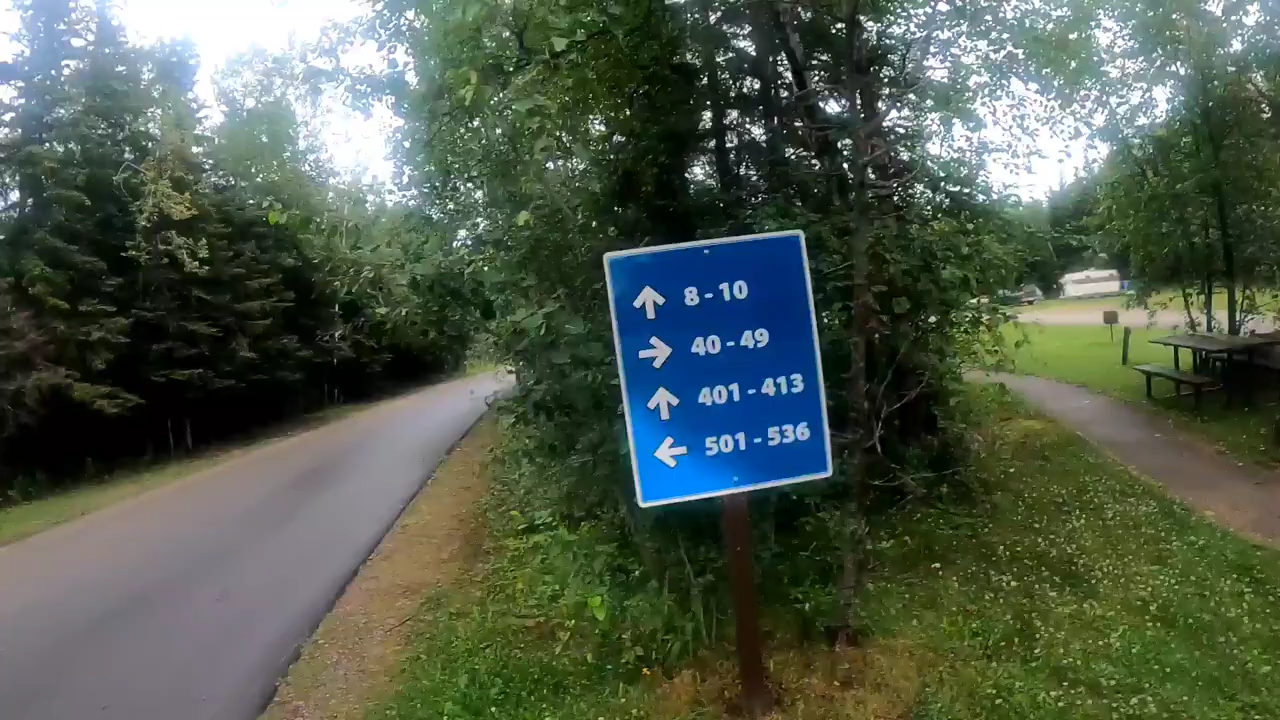 ↑ 8 - 10
→ 40 - 49
↑ 401 - 413
← 501 - 536